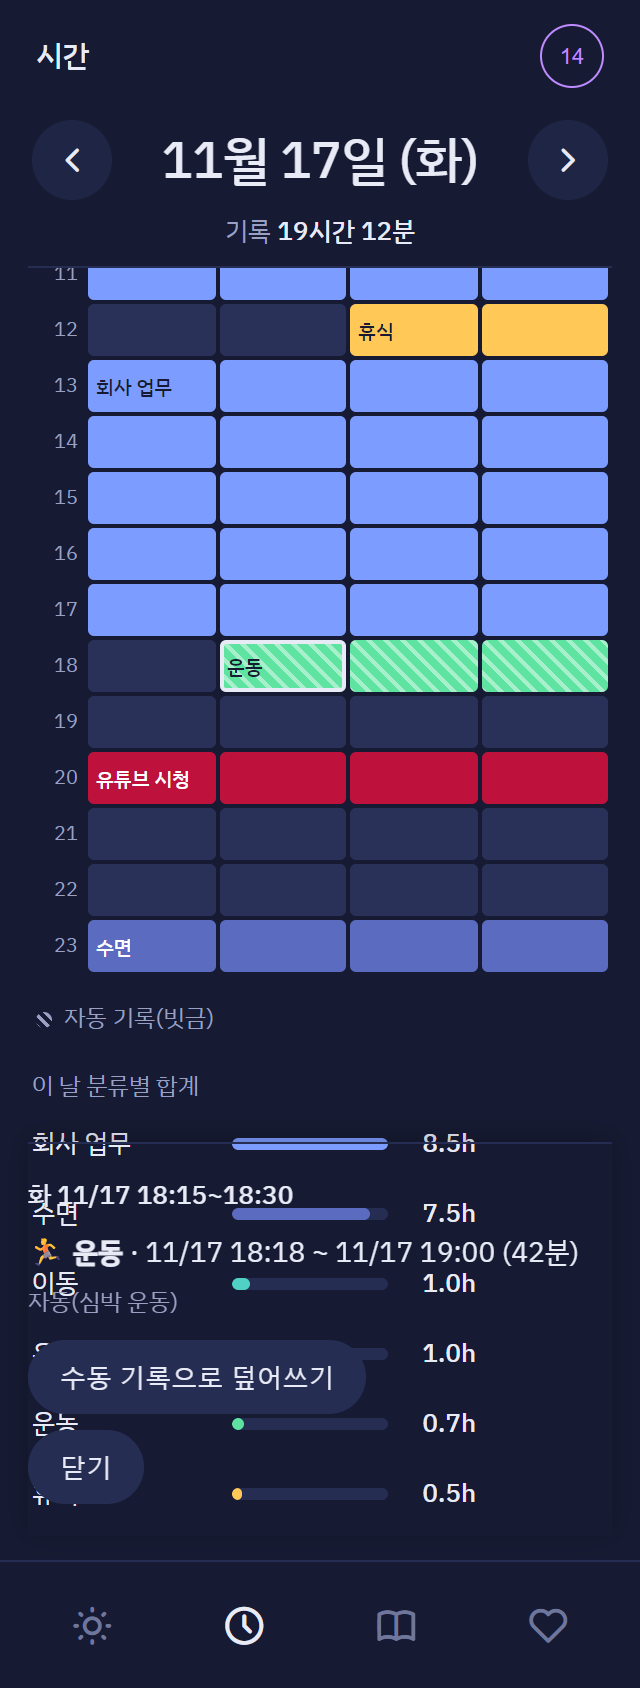 시간
14
11월 17일 (화)
기록 19시간 12분
11
12 휴식
13 회사 업무
14
15
16
17
18 운동
19
20 유튜브 시청
21
22
23 수면
자동 기록(빗금)
이 날 분류별 합계
회사 업무 8.5h
화 11/17 18:15~18:30
수면 7.5h
운동 · 11/17 18:18 ~ 11/17 19:00 (42분)
이동 1.0h
자동(심박 운동)
1.0h
수동 기록으로 덮어쓰기
운동 0.7h
닫기
0.5h